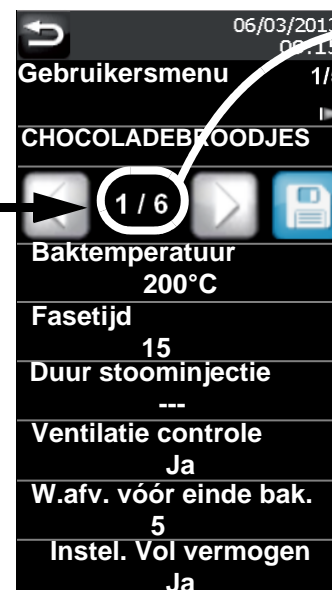 06/03/2013
Gebruikersmenu 1/
CHOCOLADEBROODJES
1 / 6
Baktemperatuur
200°C
Fasetijd
15
Duur stoominjectie
---
Ventilatie controle
Ja
W.afv. vóór einde bak.
5
Instel. Vol vermogen
Ja